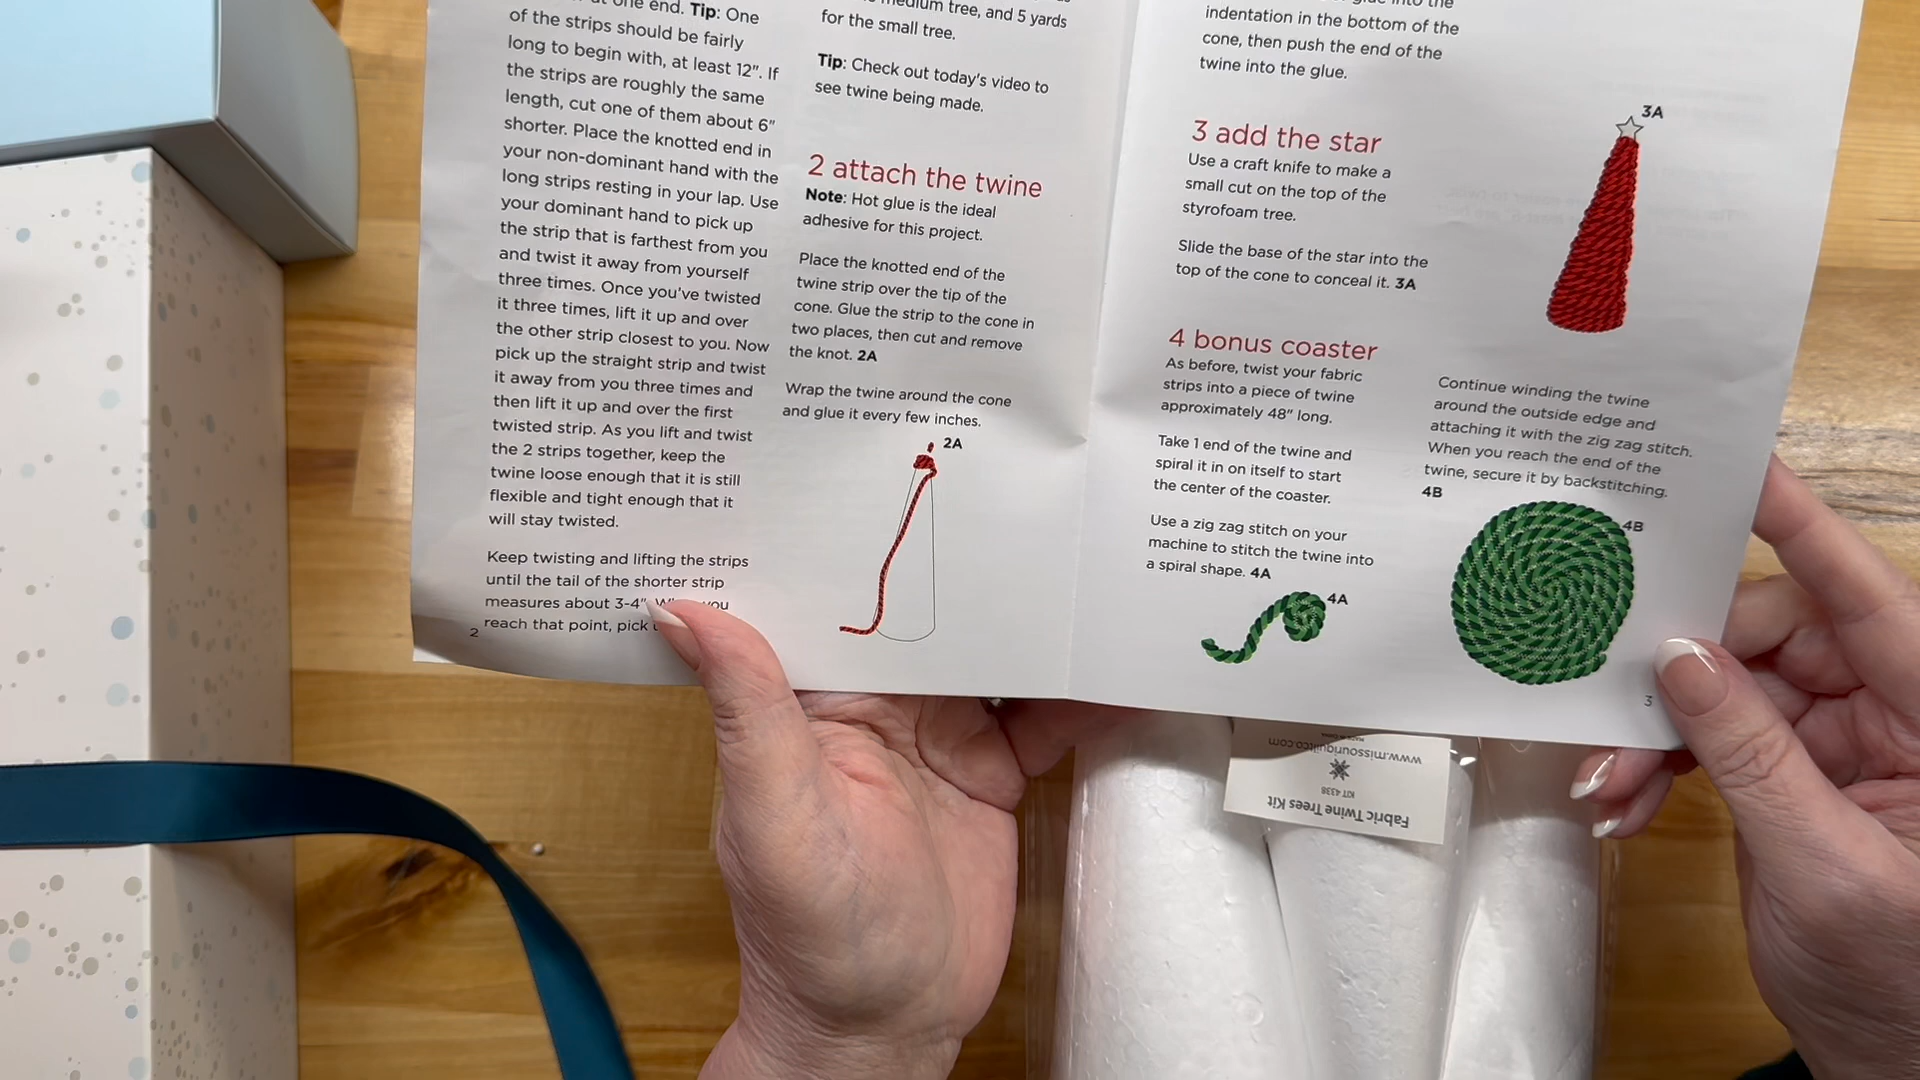 one end. Tip: One
of the strips should be fairly
long to begin with, at least 12". If
the strips are roughly the same
length, cut one of them about 6"
shorter. Place the knotted end in
your non-dominant hand with the
long strips resting in your lap. Use
your dominant hand to pick up
the strip that is farthest from you
and twist it away from yourself
three times. Once you've twisted
it three times, lift it up and over
the other strip closest to you. Now
pick up the straight strip and twist
it away from you three times and
then lift it up and over the first
twisted strip. As you lift and twist
the 2 strips together, keep the
twine loose enough that it is still
flexible and tight enough that it
will stay twisted.
Keep twisting and lifting the strips
until the tail of the shorter strip
measures about 3-4". you
reach that point, pick
2
medium tree, and 5 yards
for the small tree.
Tip: Check out today's video to
see twine being made.
2 attach the twine
Note: Hot glue is the ideal
adhesive for this project.
Place the knotted end of the
twine strip over the tip of the
cone. Glue the strip to the cone in
two places, then cut and remove
the knot. 2A
Wrap the twine around the cone
and glue it every few inches.
2A
into the
indentation in the bottom of the
cone, then push the end of the
twine into the glue.
3 add the star
Use a craft knife to make a
small cut on the top of the
styrofoam tree.
Slide the base of the star into the
top of the cone to conceal it. 3A
3A
4 bonus coaster
As before, twist your fabric
strips into a piece of twine
approximately 48" long.
Take 1 end of the twine and
spiral it in on itself to start
the center of the coaster.
Use a zig zag stitch on your
machine to stitch the twine into
a spiral shape. 4A
4A
Continue winding the twine
around the outside edge and
attaching it with the zig zag stitch.
When you reach the end of the
twine, secure it by backstitching.
4B
4B
3
Fabric Twine Trees Kit
KIT 4338
www.missouriquiltco.com